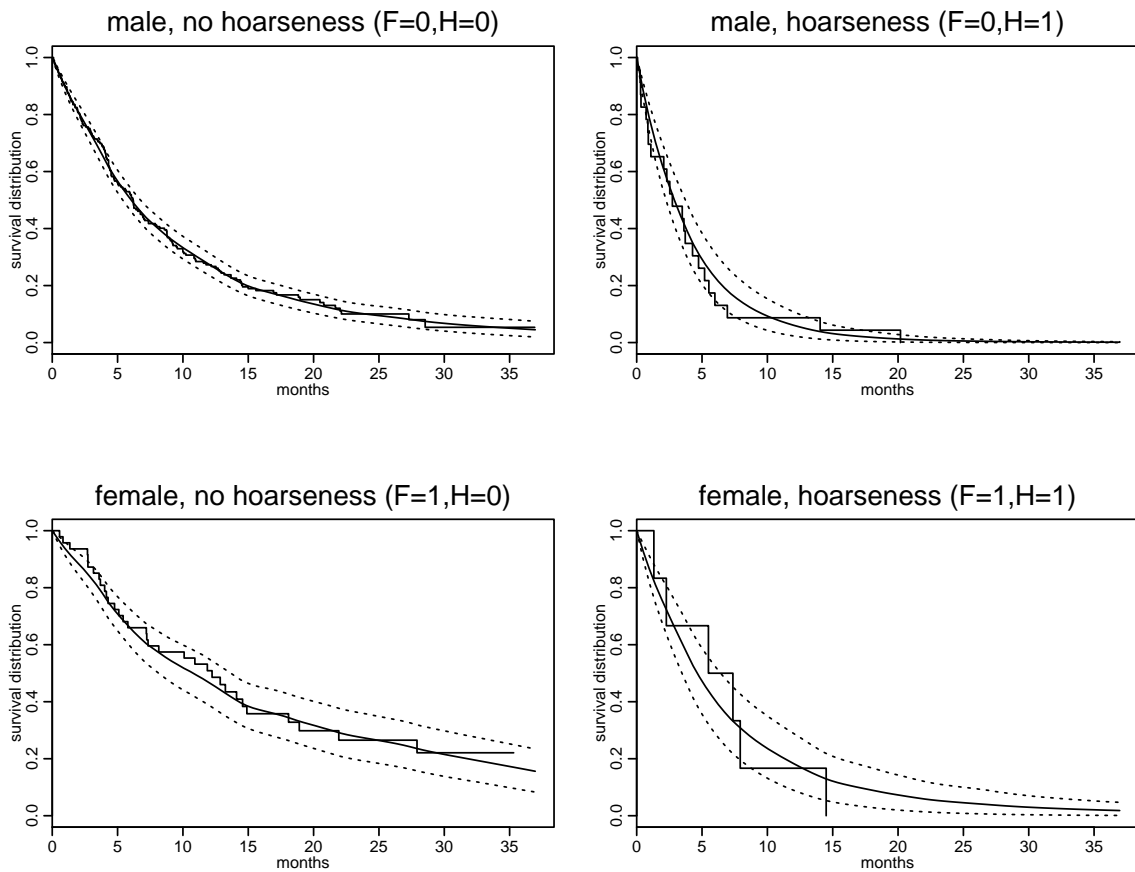 male, no hoarseness (F=0,H=0)
survival distribution
0.0 0.2 0.4 0.6 0.8 1.0
0 5 10 15 20 25 30 35
months
male, hoarseness (F=0,H=1)
survival distribution
0.0 0.2 0.4 0.6 0.8 1.0
0 5 10 15 20 25 30 35
months
female, no hoarseness (F=1,H=0)
survival distribution
0.0 0.2 0.4 0.6 0.8 1.0
0 5 10 15 20 25 30 35
months
female, hoarseness (F=1,H=1)
survival distribution
0.0 0.2 0.4 0.6 0.8 1.0
0 5 10 15 20 25 30 35
months